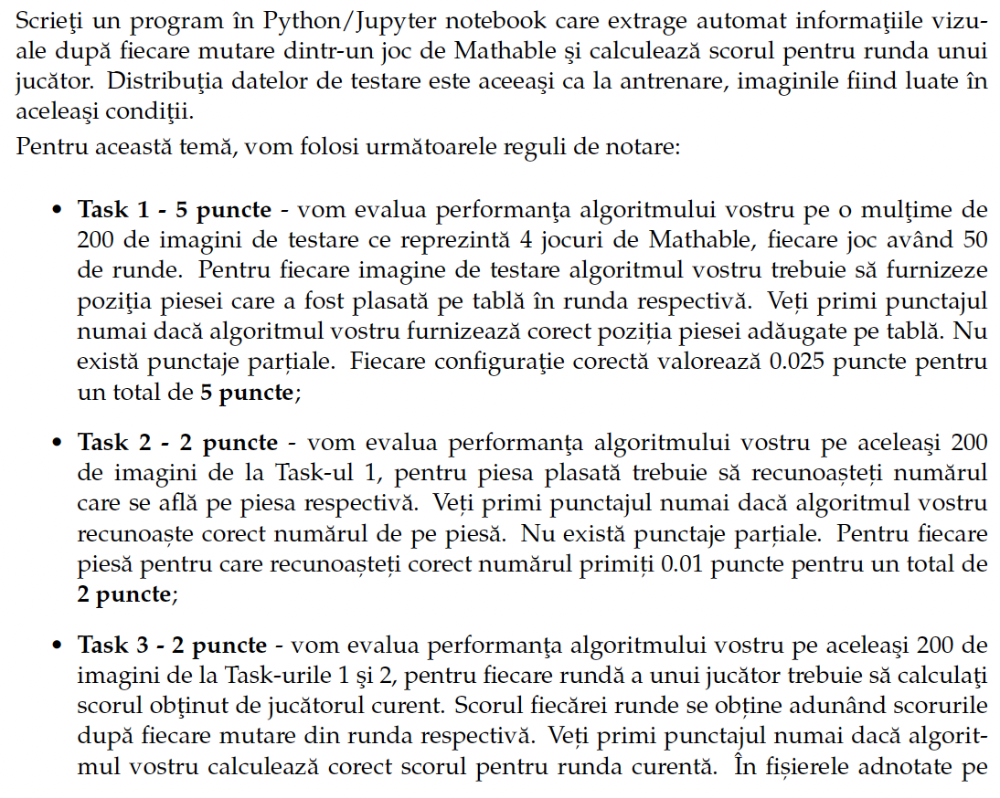 Scrieţi un program în Python/Jupyter notebook care extrage automat informaţiile vizu-
ale după fiecare mutare dintr-un joc de Mathable şi calculează scorul pentru runda unui
jucător. Distribuţia datelor de testare este aceeaşi ca la antrenare, imaginile fiind luate în
aceleaşi condiţii.
Pentru această temă, vom folosi următoarele reguli de notare:
• Task 1 - 5 puncte - vom evalua performanţa algoritmului vostru pe o mulţime de
200 de imagini de testare ce reprezintă 4 jocuri de Mathable, fiecare joc având 50
de runde. Pentru fiecare imagine de testare algoritmul vostru trebuie să furnizeze
poziţia piesei care a fost plasată pe tablă în runda respectivă. Veți primi punctajul
numai dacă algoritmul vostru furnizează corect poziția piesei adăugate pe tablă. Nu
există punctaje parțiale. Fiecare configuraţie corectă valorează 0.025 puncte pentru
un total de 5 puncte;
• Task 2 - 2 puncte - vom evalua performanţa algoritmului vostru pe aceleaşi 200
de imagini de la Task-ul 1, pentru piesa plasată trebuie să recunoașteți numărul
care se află pe piesa respectivă. Veți primi punctajul numai dacă algoritmul vostru
recunoaște corect numărul de pe piesă. Nu există punctaje parțiale. Pentru fiecare
piesă pentru care recunoașteți corect numărul primiți 0.01 puncte pentru un total de
2 puncte;
• Task 3 - 2 puncte - vom evalua performanţa algoritmului vostru pe aceleaşi 200 de
imagini de la Task-urile 1 şi 2, pentru fiecare rundă a unui jucător trebuie să calculaţi
scorul obţinut de jucătorul curent. Scorul fiecărei runde se obține adunând scorurile
după fiecare mutare din runda respectivă. Veți primi punctajul numai dacă algorit-
mul vostru calculează corect scorul pentru runda curentă. În fișierele adnotate pe